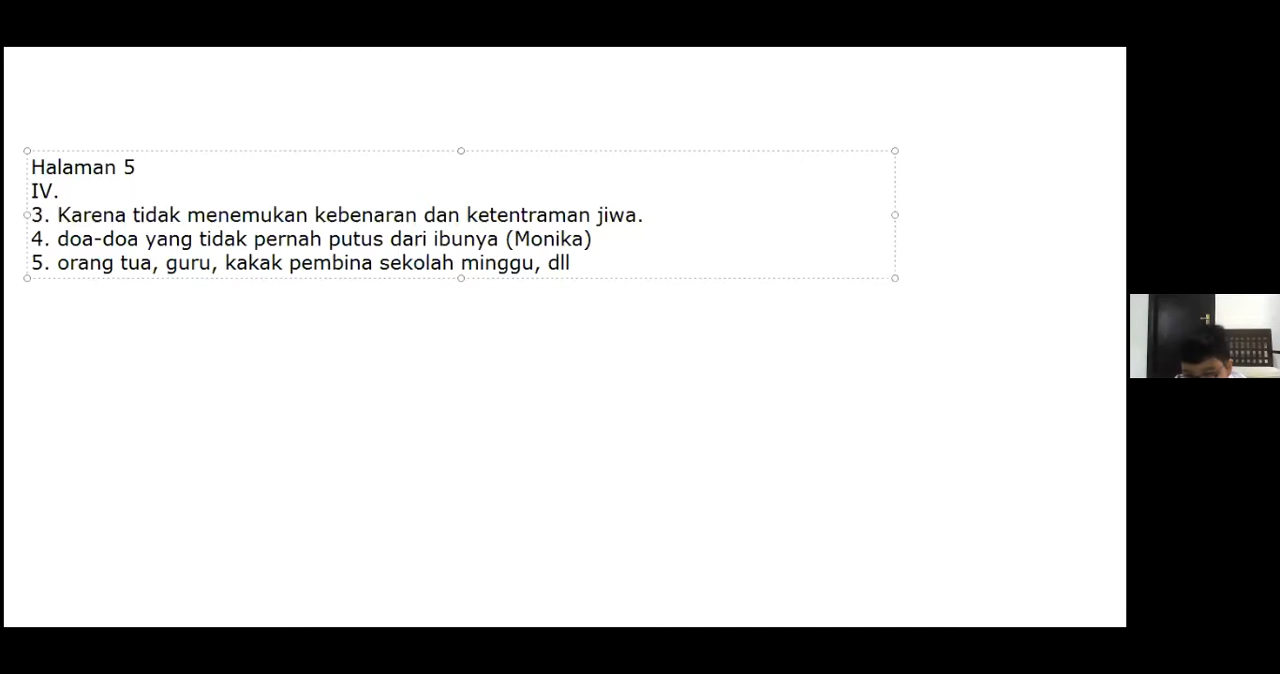 Halaman 5
IV.
3. Karena tidak menemukan kebenaran dan ketentraman jiwa.
4. doa-doa yang tidak pernah putus dari ibunya (Monika)
5. orang tua, guru, kakak pembina sekolah minggu, dll